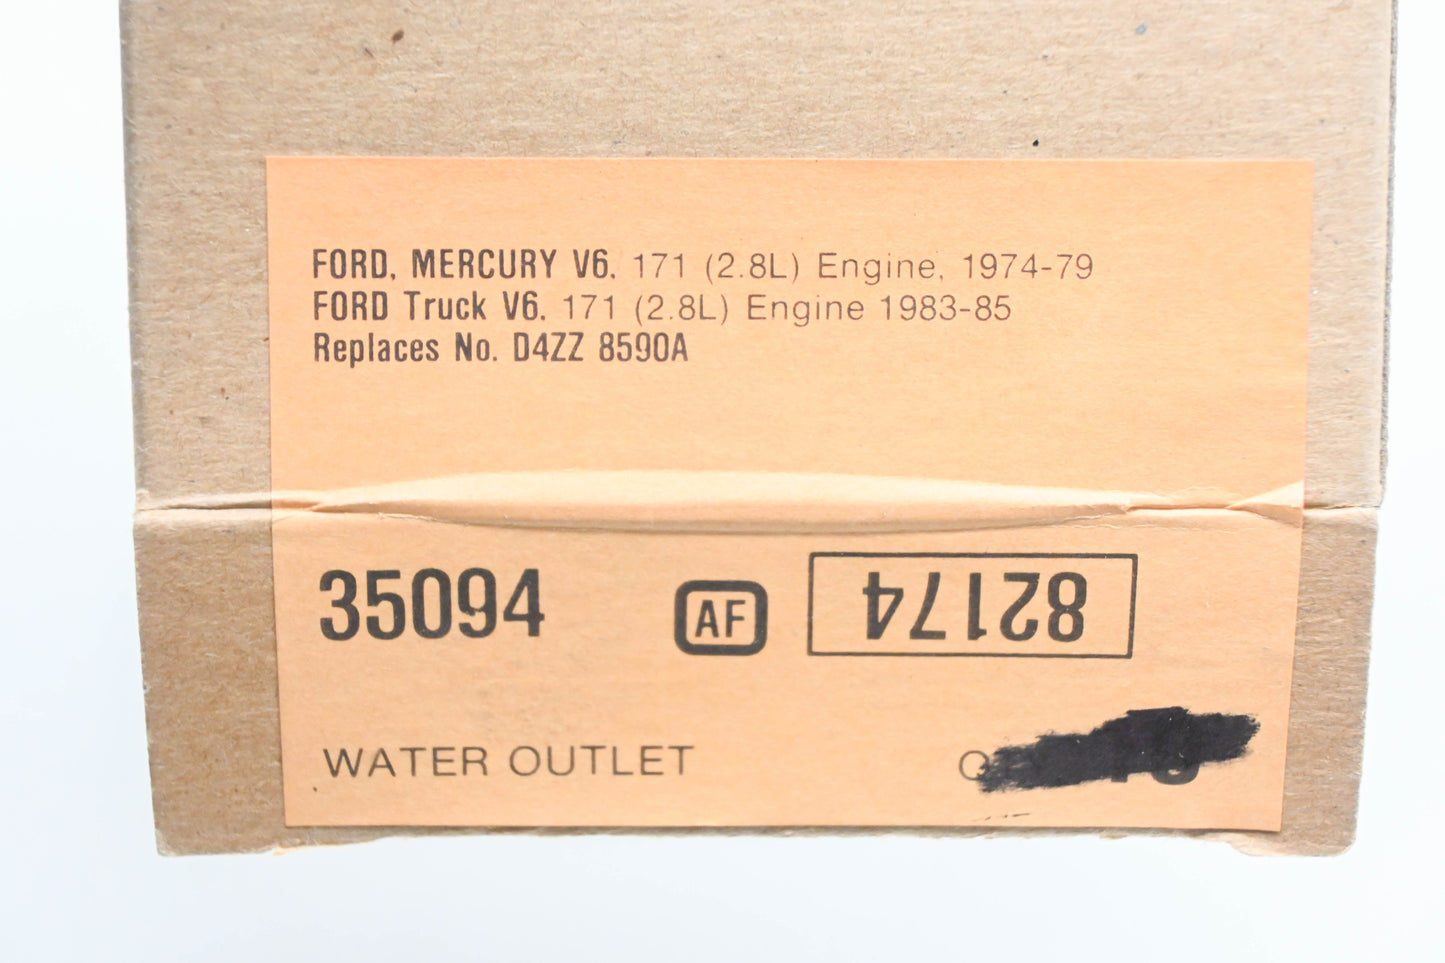 FORD, MERCURY V6, 171 (2.8L) Engine, 1974-79
FORD Truck V6, 171 (2.8L) Engine 1983-85
Replaces No. D4ZZ 8590A
35094 AF 82174
WATER OUTLET